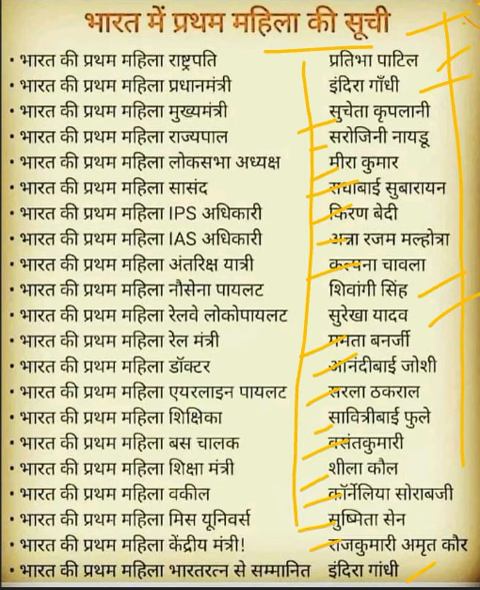 भारत में प्रथम महिला की सूची
• भारत की प्रथम महिला राष्ट्रपति प्रतिभा पाटिल
• भारत की प्रथम महिला प्रधानमंत्री इंदिरा गाँधी
• भारत की प्रथम महिला मुख्यमंत्री सुचेता कृपलानी
• भारत की प्रथम महिला राज्यपाल सरोजिनी नायडू
• भारत की प्रथम महिला लोकसभा अध्यक्ष मीरा कुमार
• भारत की प्रथम महिला सासंद राधाबाई सुबारायन
• भारत की प्रथम महिला IPS अधिकारी किरण बेदी
• भारत की प्रथम महिला IAS अधिकारी अन्ना रजम मल्होत्रा
• भारत की प्रथम महिला अंतरिक्ष यात्री कल्पना चावला
• भारत की प्रथम महिला नौसेना पायलट शिवांगी सिंह
• भारत की प्रथम महिला रेलवे लोकोपायलट सुरेखा यादव
• भारत की प्रथम महिला रेल मंत्री ममता बनर्जी
• भारत की प्रथम महिला डॉक्टर आनंदीबाई जोशी
• भारत की प्रथम महिला एयरलाइन पायलट सरला ठकराल
• भारत की प्रथम महिला शिक्षिका सावित्रीबाई फुले
• भारत की प्रथम महिला बस चालक वसंतकुमारी
• भारत की प्रथम महिला शिक्षा मंत्री शीला कौल
• भारत की प्रथम महिला वकील कॉर्नेलिया सोराबजी
• भारत की प्रथम महिला मिस यूनिवर्स सुष्मिता सेन
• भारत की प्रथम महिला केंद्रीय मंत्री! राजकुमारी अमृत कौर
• भारत की प्रथम महिला भारतरत्न से सम्मानित इंदिरा गांधी